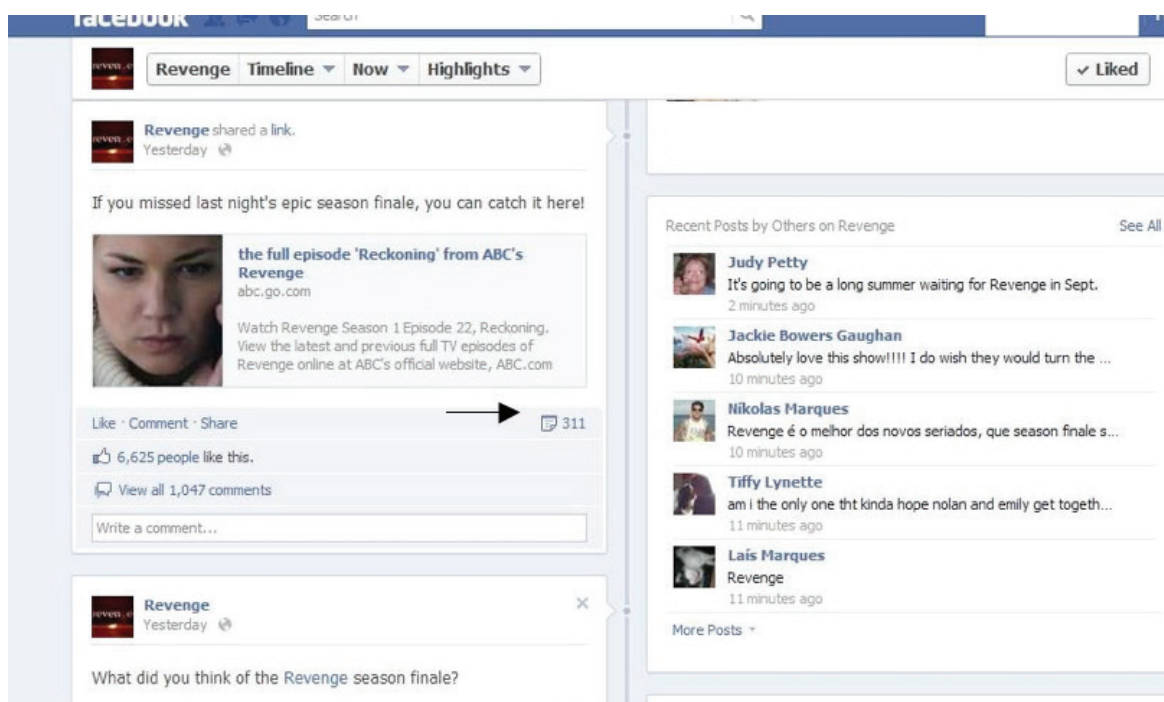 facebook
Search
Revenge Timeline Now Highlights
✓ Liked
Revenge shared a link.
Yesterday
If you missed last night's epic season finale, you can catch it here!
the full episode 'Reckoning' from ABC's
Revenge
abc.go.com
Watch Revenge Season 1 Episode 22, Reckoning.
View the latest and previous full TV episodes of
Revenge online at ABC's official website, ABC.com
Like · Comment · Share
311
6,625 people like this.
View all 1,047 comments
Write a comment...
Revenge
Yesterday
What did you think of the Revenge season finale?
Recent Posts by Others on Revenge
See All
Judy Petty
It's going to be a long summer waiting for Revenge in Sept.
2 minutes ago
Jackie Bowers Gaughan
Absolutely love this show!!!! I do wish they would turn the ...
10 minutes ago
Níkolas Marques
Revenge é o melhor dos novos seriados, que season finale s...
10 minutes ago
Tiffy Lynette
am i the only one tht kinda hope nolan and emily get togeth...
11 minutes ago
Laís Marques
Revenge
11 minutes ago
More Posts